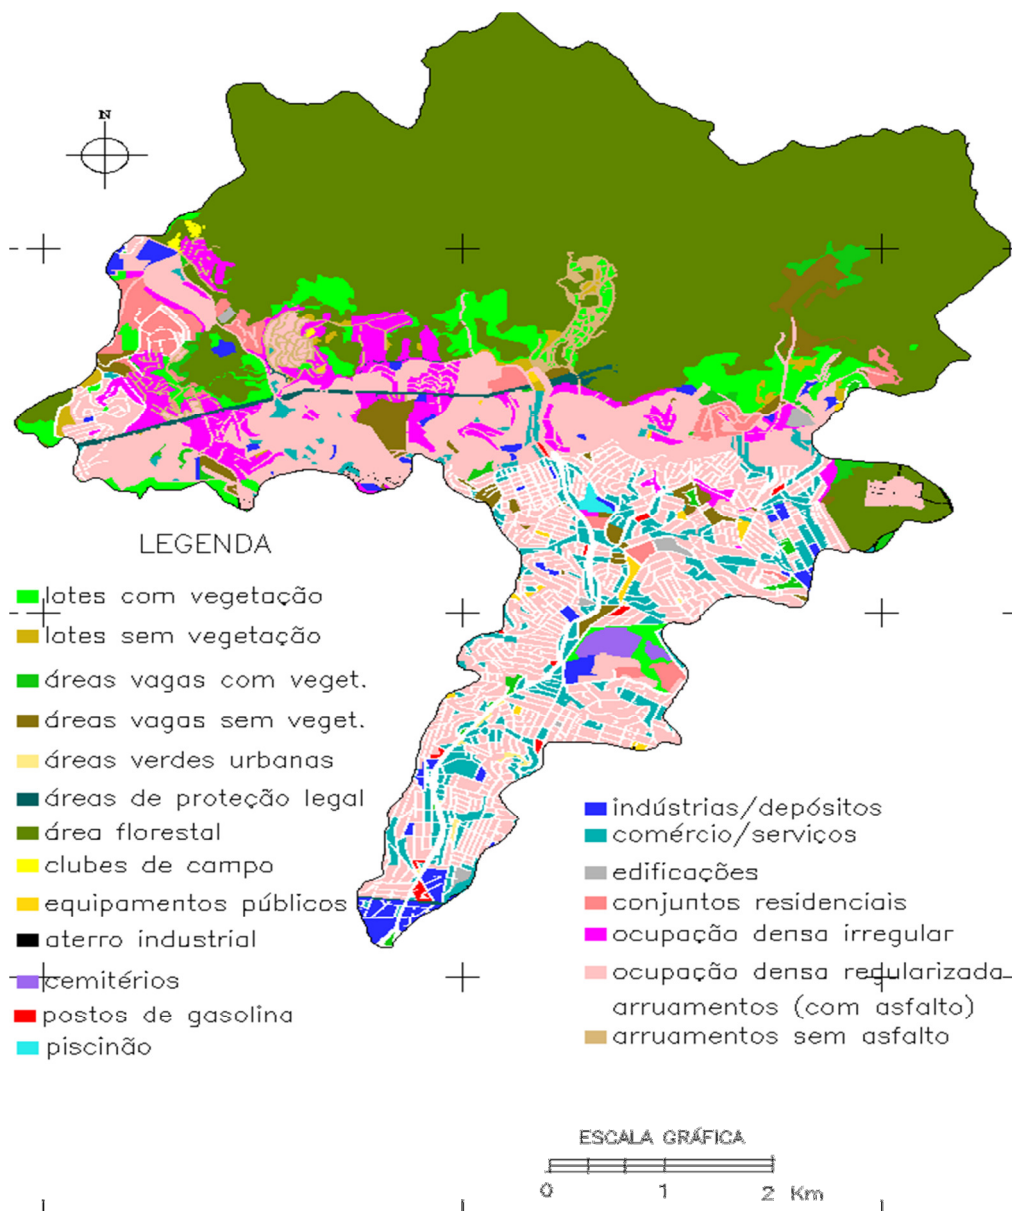 N
LEGENDA
lotes com vegetação
lotes sem vegetação
áreas vagas com veget.
áreas vagas sem veget.
áreas verdes urbanas
áreas de proteção legal
área florestal
clubes de campo
equipamentos públicos
aterro industrial
cemitérios
postos de gasolina
piscinão
indústrias/depósitos
comércio/serviços
edificações
conjuntos residenciais
ocupação densa irregular
ocupação densa regularizada
arruamentos (com asfalto)
arruamentos sem asfalto
ESCALA GRÁFICA
0 1 2 Km